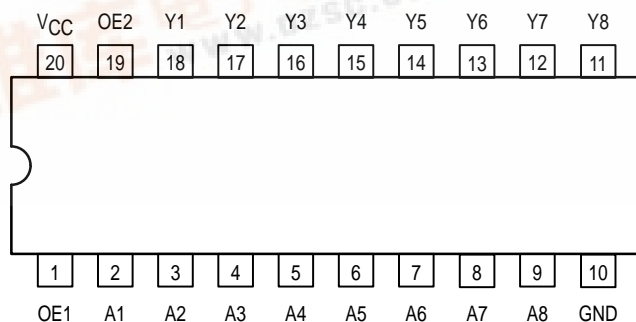 VCC OE2 Y1 Y2 Y3 Y4 Y5 Y6 Y7 Y8
20 19 18 17 16 15 14 13 12 11
1 2 3 4 5 6 7 8 9 10
OE1 A1 A2 A3 A4 A5 A6 A7 A8 GND